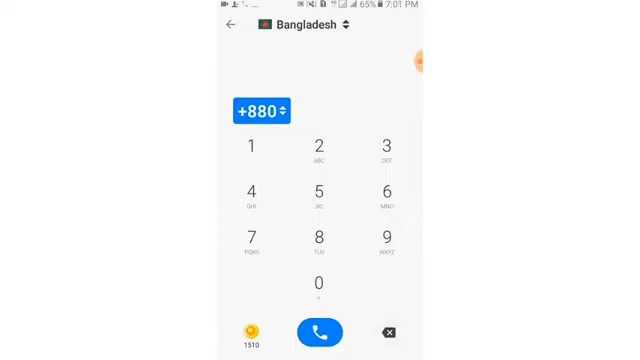 ... 65% 7:01 PM
Bangladesh
+880
1 2 3
ABC DEF
4 5 6
GHI JKL MNO
7 8 9
PQRS TUV WXYZ
0
+
1510